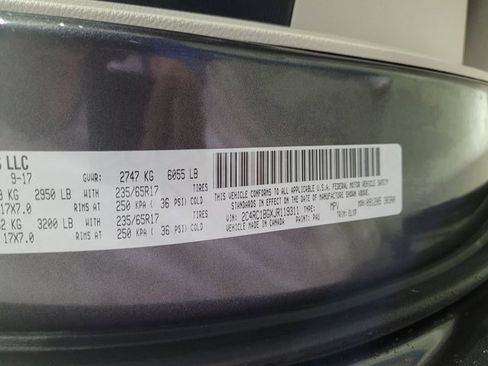 S LLC
9-17 GVWR: 2747 KG 6055 LB
KG 2950 LB WITH 235/65R17 TIRES
17X7.0 RIMS AT 250 KPA ( 36 PSI) COLD
KG 3200 LB WITH 235/65R17 TIRES
17X7.0 RIMS AT 250 KPA ( 36 PSI) COLD
THIS VEHICLE CONFORMS TO ALL APPLICABLE U.S.A. FEDERAL MOTOR VEHICLE SAFETY
STANDARDS IN EFFECT ON THE DATE OF MANUFACTURE SHOWN ABOVE.
VIN: 2C4RC1BGXJR119311 TYPE: MPV
VEHICLE MADE IN CANADA PAINT: PAU TRIM: